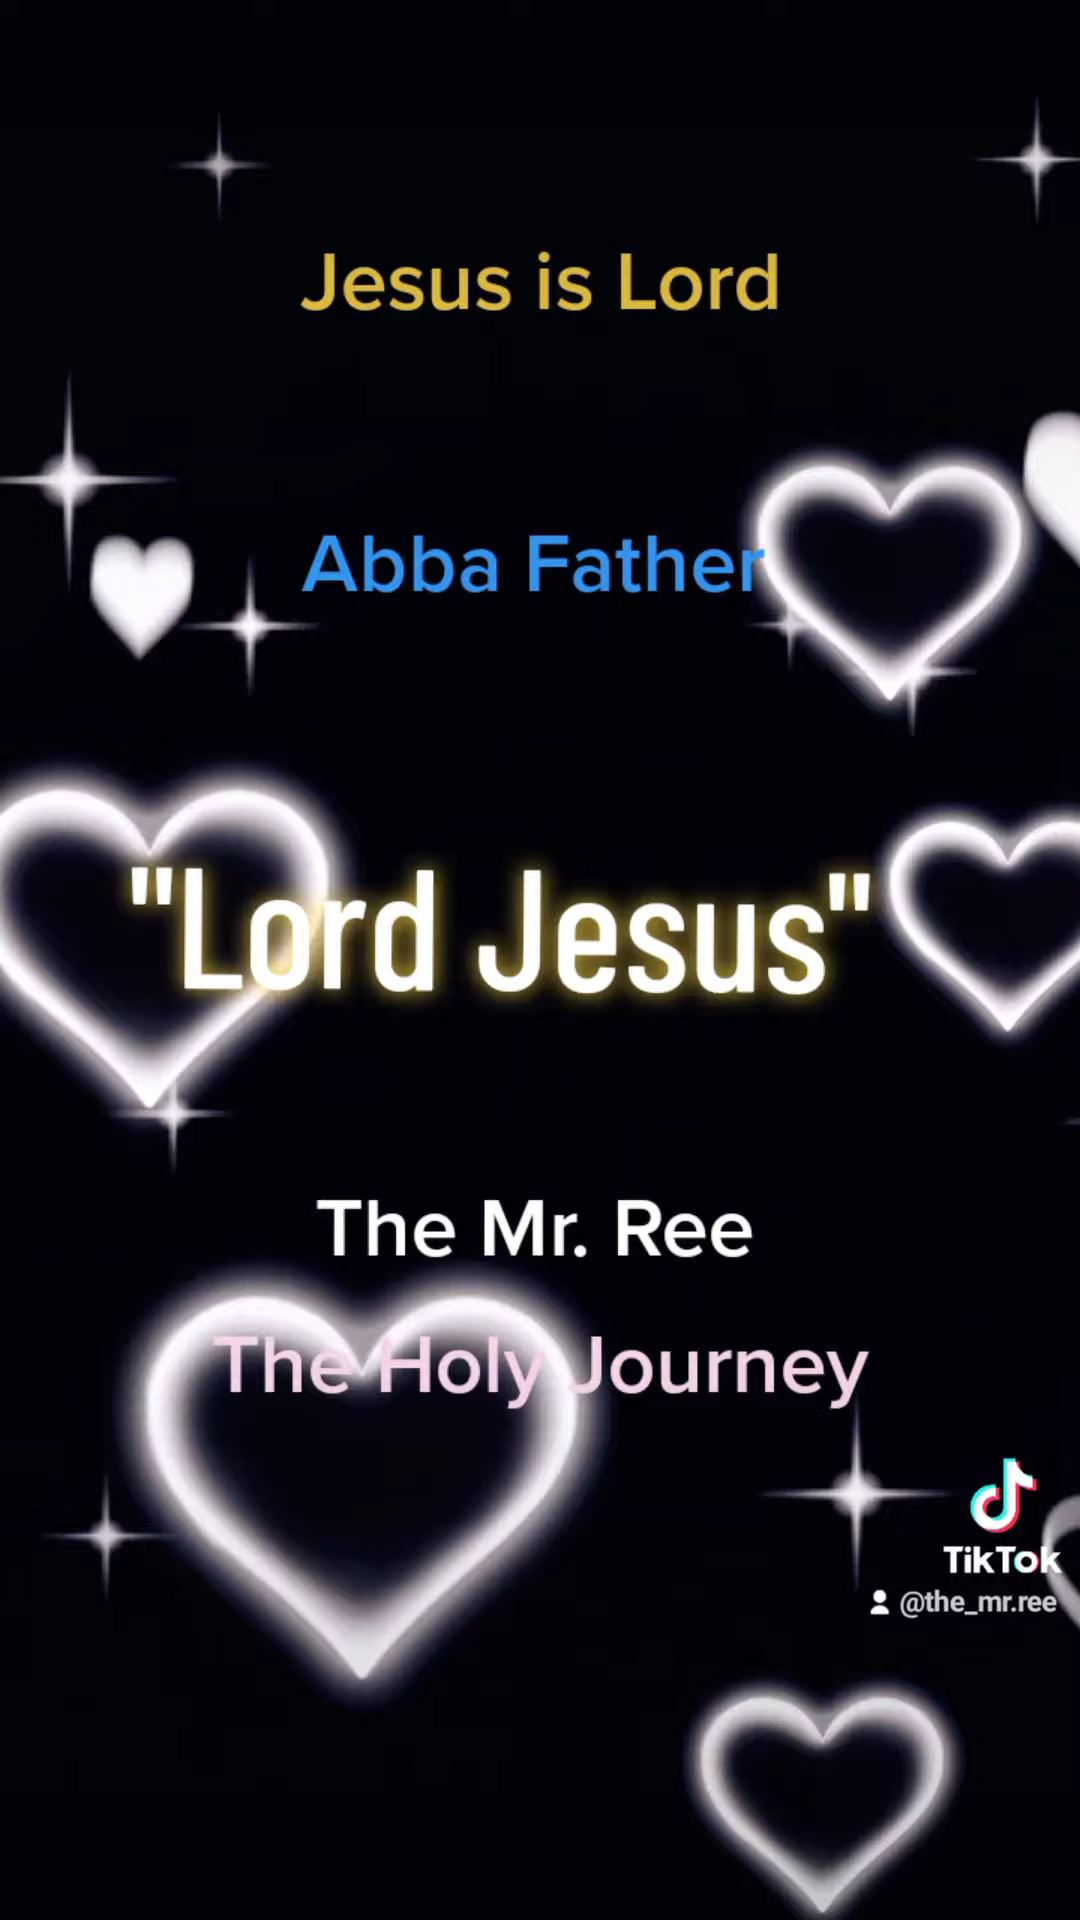 Jesus is Lord
Abba Father
"Lord Jesus"
The Mr. Ree
The Holy Journey
TikTok
@the_mr.ree